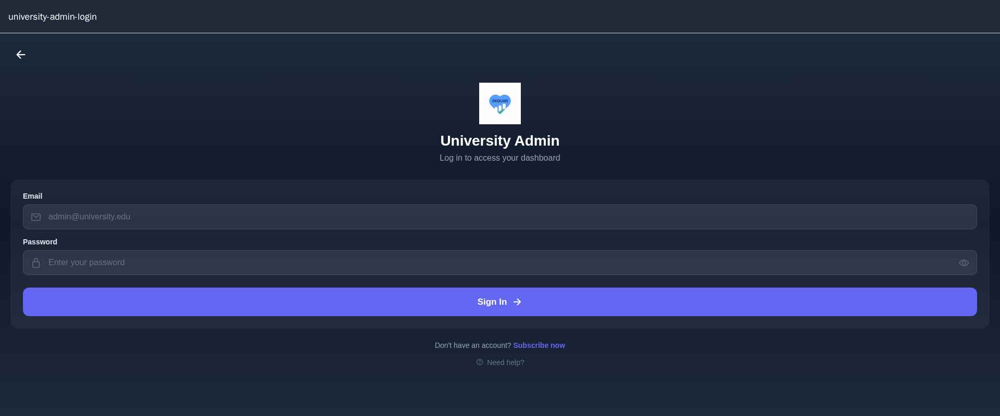 university-admin-login
DEQUAD
University Admin
Log in to access your dashboard
Email
admin@university.edu
Password
Enter your password
Sign In
Don't have an account? Subscribe now
Need help?